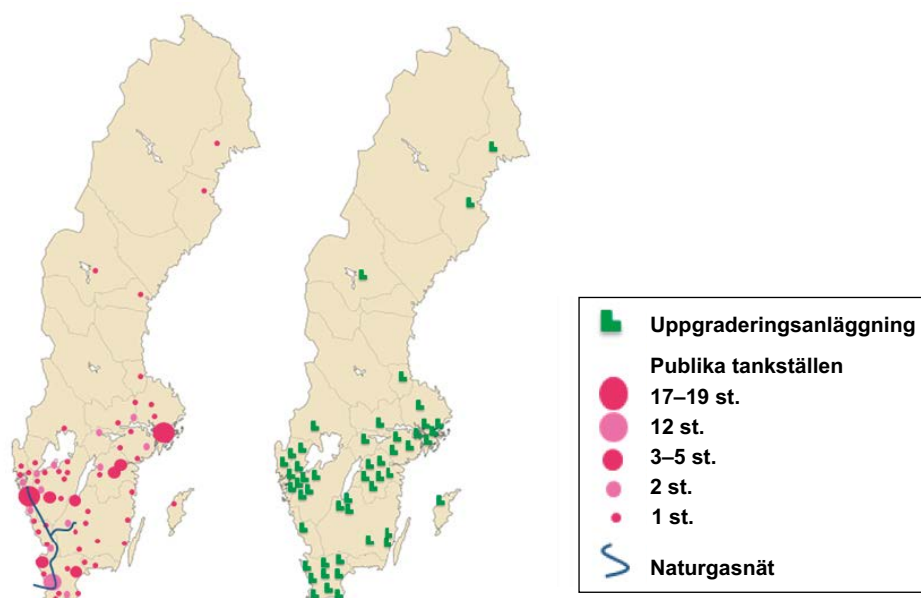 Uppgraderingsanläggning
Publika tankställen
17–19 st.
12 st.
3–5 st.
2 st.
1 st.
Naturgasnät